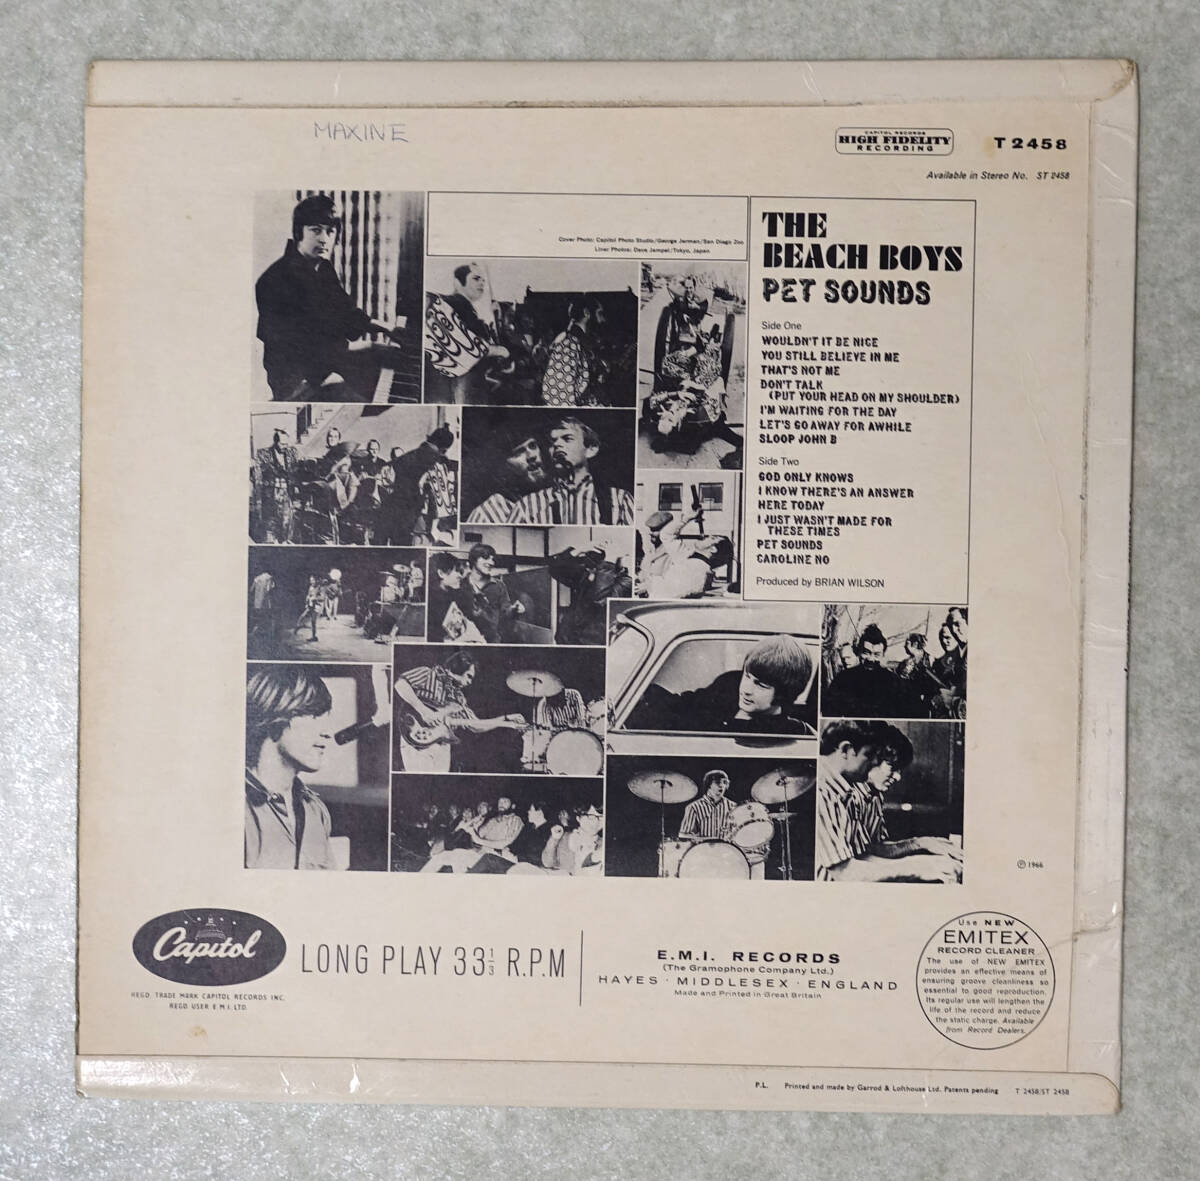 MAXINE
CAPITOL RECORDS
HIGH FIDELITY
RECORDING
T 2458
Available in Stereo No. ST 2458
Cover Photo: Capitol Photo Studio/George Jerman/San Diego Zoo
Liner Photos: Dave Jampel/Tokyo, Japan
THE
BEACH BOYS
PET SOUNDS
Side One
WOULDN'T IT BE NICE
YOU STILL BELIEVE IN ME
THAT'S NOT ME
DON'T TALK
(PUT YOUR HEAD ON MY SHOULDER)
I'M WAITING FOR THE DAY
LET'S GO AWAY FOR AWHILE
SLOOP JOHN B
Side Two
GOD ONLY KNOWS
I KNOW THERE'S AN ANSWER
HERE TODAY
I JUST WASN'T MADE FOR
THESE TIMES
PET SOUNDS
CAROLINE NO
Produced by BRIAN WILSON
Ⓟ 1966
Capitol
REGD. TRADE MARK CAPITOL RECORDS INC.
REGD. USER E.M.I. LTD.
LONG PLAY 33⅓ R.P.M
E.M.I. RECORDS
(The Gramophone Company Ltd.)
HAYES · MIDDLESEX · ENGLAND
Made and Printed in Great Britain
Use NEW
EMITEX
RECORD CLEANER
The use of NEW EMITEX
provides an effective means of
ensuring groove cleanliness so
essential to good reproduction.
Its regular use will lengthen the
life of the record and reduce
the static charge. Available
from Record Dealers.
P.L. Printed and made by Garrod & Lofthouse Ltd. Patents pending T 2458/ST 2458